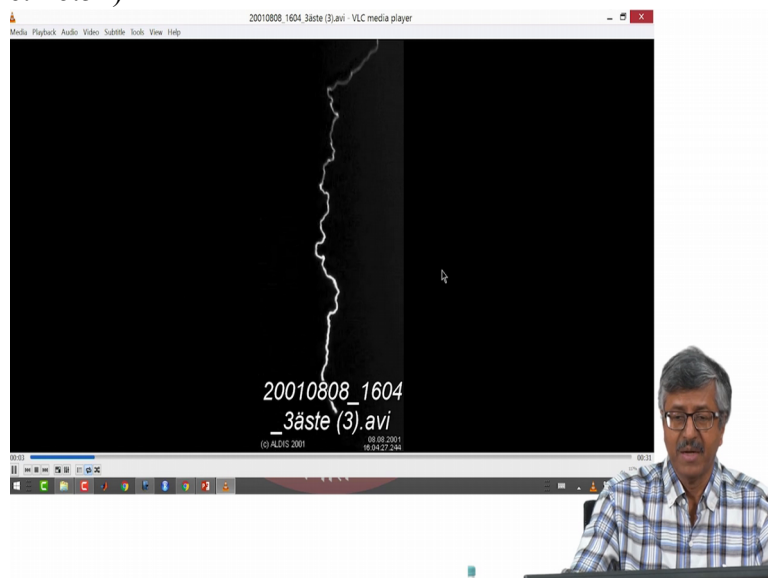 20010808_1604_3äste (3).avi - VLC media player
Media Playback Audio Video Subtitle Tools View Help
20010808_1604
_3äste (3).avi
(c) ALDIS 2001
08.08.2001
16:04:27.244
00:03
00:31